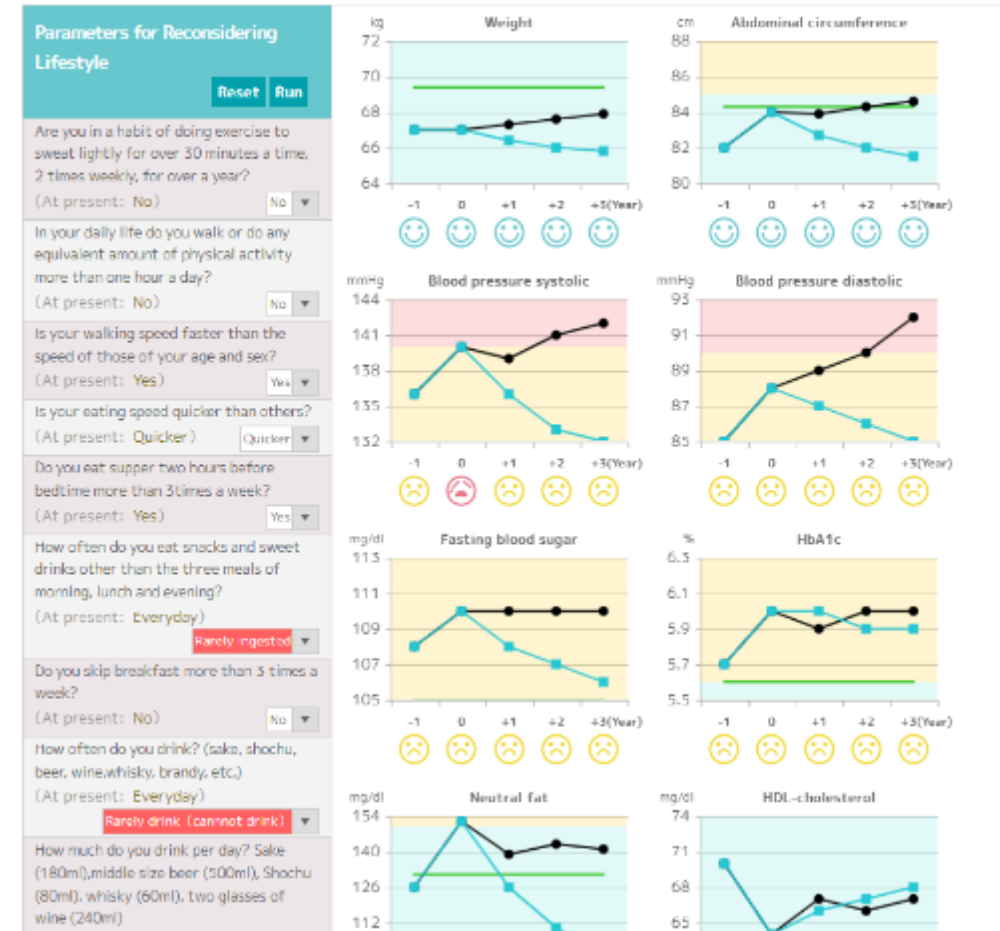 Parameters for Reconsidering
Lifestyle
Reset Run
Are you in a habit of doing exercise to
sweat lightly for over 30 minutes a time,
2 times weekly, for over a year?
(At present: No) No
In your daily life do you walk or do any
equivalent amount of physical activity
more than one hour a day?
(At present: No) No
Is your walking speed faster than the
speed of those of your age and sex?
(At present: Yes) Yes
Is your eating speed quicker than others?
(At present: Quicker) Quicker
Do you eat supper two hours before
bedtime more than 3times a week?
(At present: Yes) Yes
How often do you eat snacks and sweet
drinks other than the three meals of
morning, lunch and evening?
(At present: Everyday)
Rarely ingested
Do you skip breakfast more than 3 times a
week?
(At present: No) No
How often do you drink? (sake, shochu,
beer, wine.whisky, brandy, etc.)
(At present: Everyday)
Rarely drink (cannnot drink)
How much do you drink per day? Sake
(180ml),middle size beer (500ml), Shochu
(80ml), whisky (60ml), two glasses of
wine (240ml)
kg Weight
72
70
68
66
64
-1 0 +1 +2 +3(Year)
cm Abdominal circumference
88
86
84
82
80
-1 0 +1 +2 +3(Year)
mmHg Blood pressure systolic
144
141
138
135
132
-1 0 +1 +2 +3(Year)
mmHg Blood pressure diastolic
93
91
89
87
85
-1 0 +1 +2 +3(Year)
mg/dl Fasting blood sugar
113
111
109
107
105
-1 0 +1 +2 +3(Year)
% HbA1c
6.3
6.1
5.9
5.7
5.5
-1 0 +1 +2 +3(Year)
mg/dl Neutral fat
154
140
126
112
mg/dl HDL-cholesterol
74
71
68
65